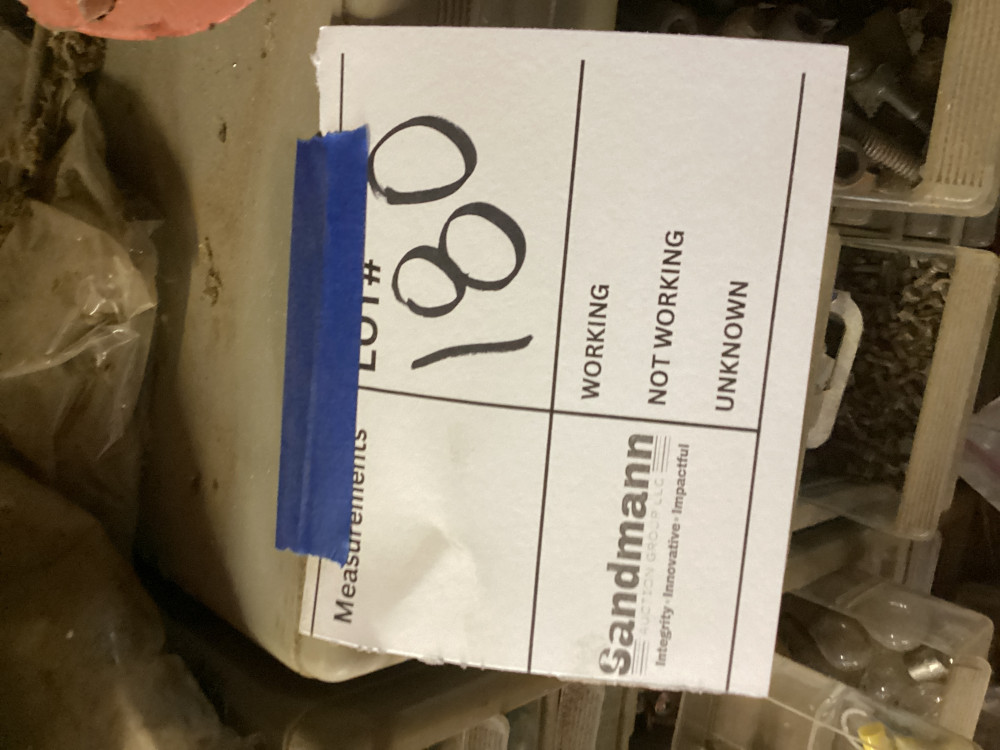 Measurements
LOT#
180
Sandmann
AUCTION GROUP LLC
Integrity · Innovative · Impactful
WORKING
NOT WORKING
UNKNOWN